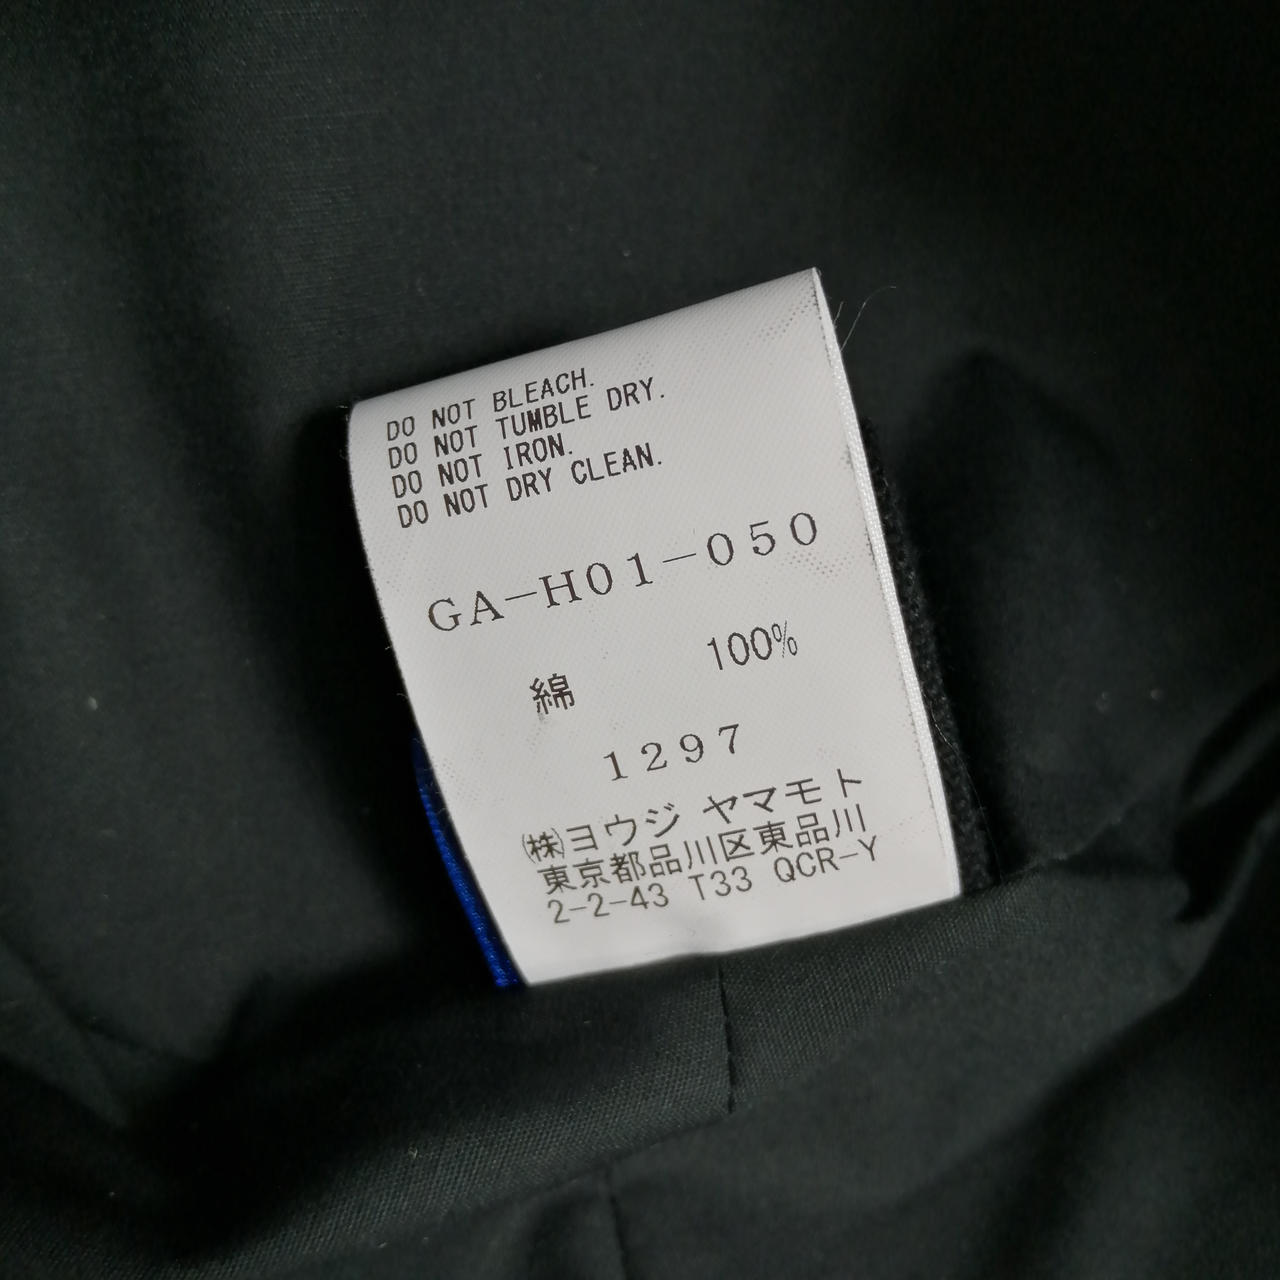 DO NOT BLEACH.
DO NOT TUMBLE DRY.
DO NOT IRON.
DO NOT DRY CLEAN.
GA-H01-050
綿 100%
1297
㈱ヨウジ ヤマモト
東京都品川区東品川
2-2-43 T33 QCR-Y